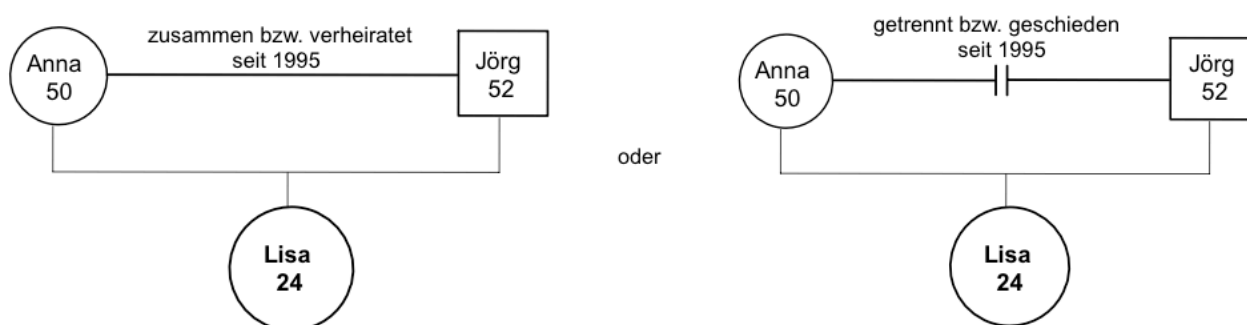 zusammen bzw. verheiratet
seit 1995
Anna
50
Jörg
52
Lisa
24
oder
getrennt bzw. geschieden
seit 1995
Anna
50
Jörg
52
Lisa
24